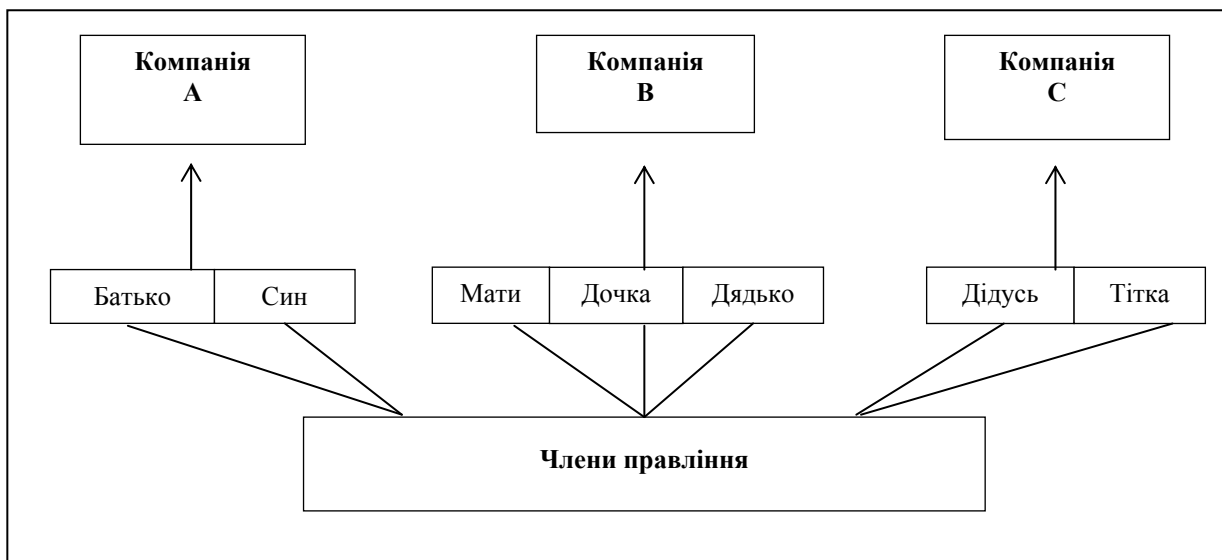 Компанія
А
Компанія
В
Компанія
С
Батько
Син
Мати
Дочка
Дядько
Дідусь
Тітка
Члени правління